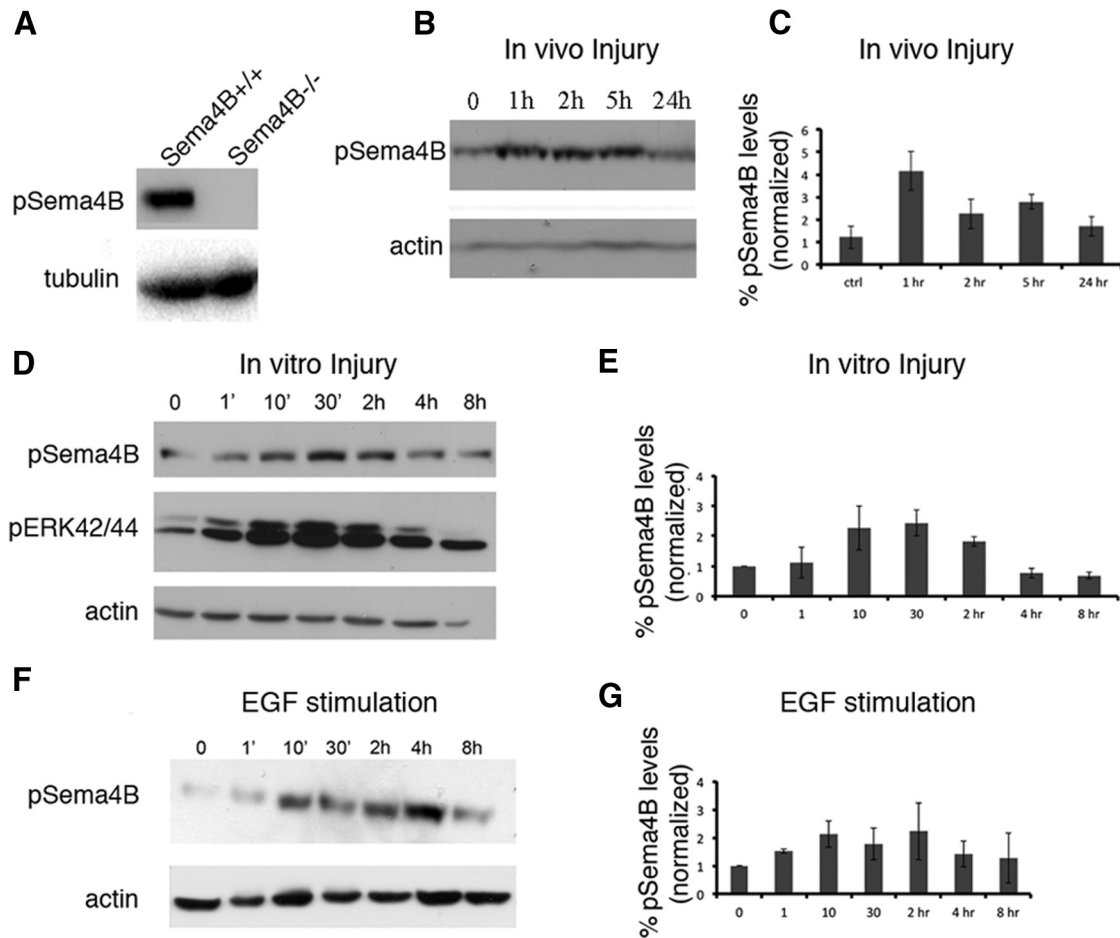 A
Sema4B+/+
Sema4B-/-
pSema4B
tubulin
B
In vivo Injury
0 1h 2h 5h 24h
pSema4B
actin
C
In vivo Injury
% pSema4B levels
(normalized)
6
5
4
3
2
1
0
ctrl 1 hr 2 hr 5 hr 24 hr
D
In vitro Injury
0 1' 10' 30' 2h 4h 8h
pSema4B
pERK42/44
actin
E
In vitro Injury
% pSema4B levels
(normalized)
4
3
2
1
0
0 1 10 30 2 hr 4 hr 8 hr
F
EGF stimulation
0 1' 10' 30' 2h 4h 8h
pSema4B
actin
G
EGF stimulation
% pSema4B levels
(normalized)
4
3
2
1
0
0 1 10 30 2 hr 4 hr 8 hr